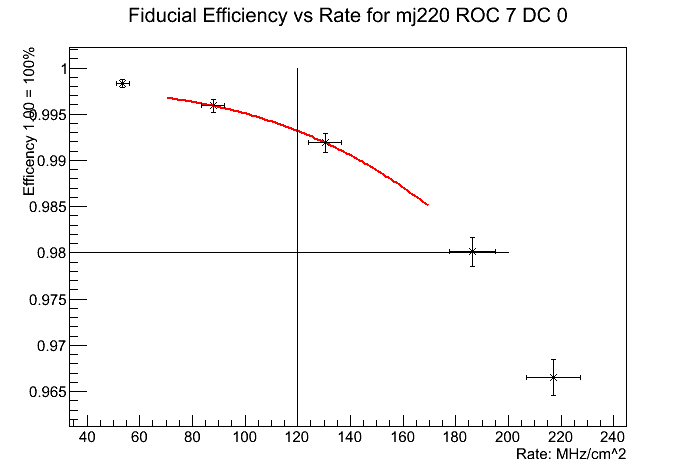 Fiducial Efficiency vs Rate for mj220 ROC 7 DC 0
Efficency 1.00 = 100%
1
0.995
0.99
0.985
0.98
0.975
0.97
0.965
40 60 80 100 120 140 160 180 200 220 240
Rate: MHz/cm^2